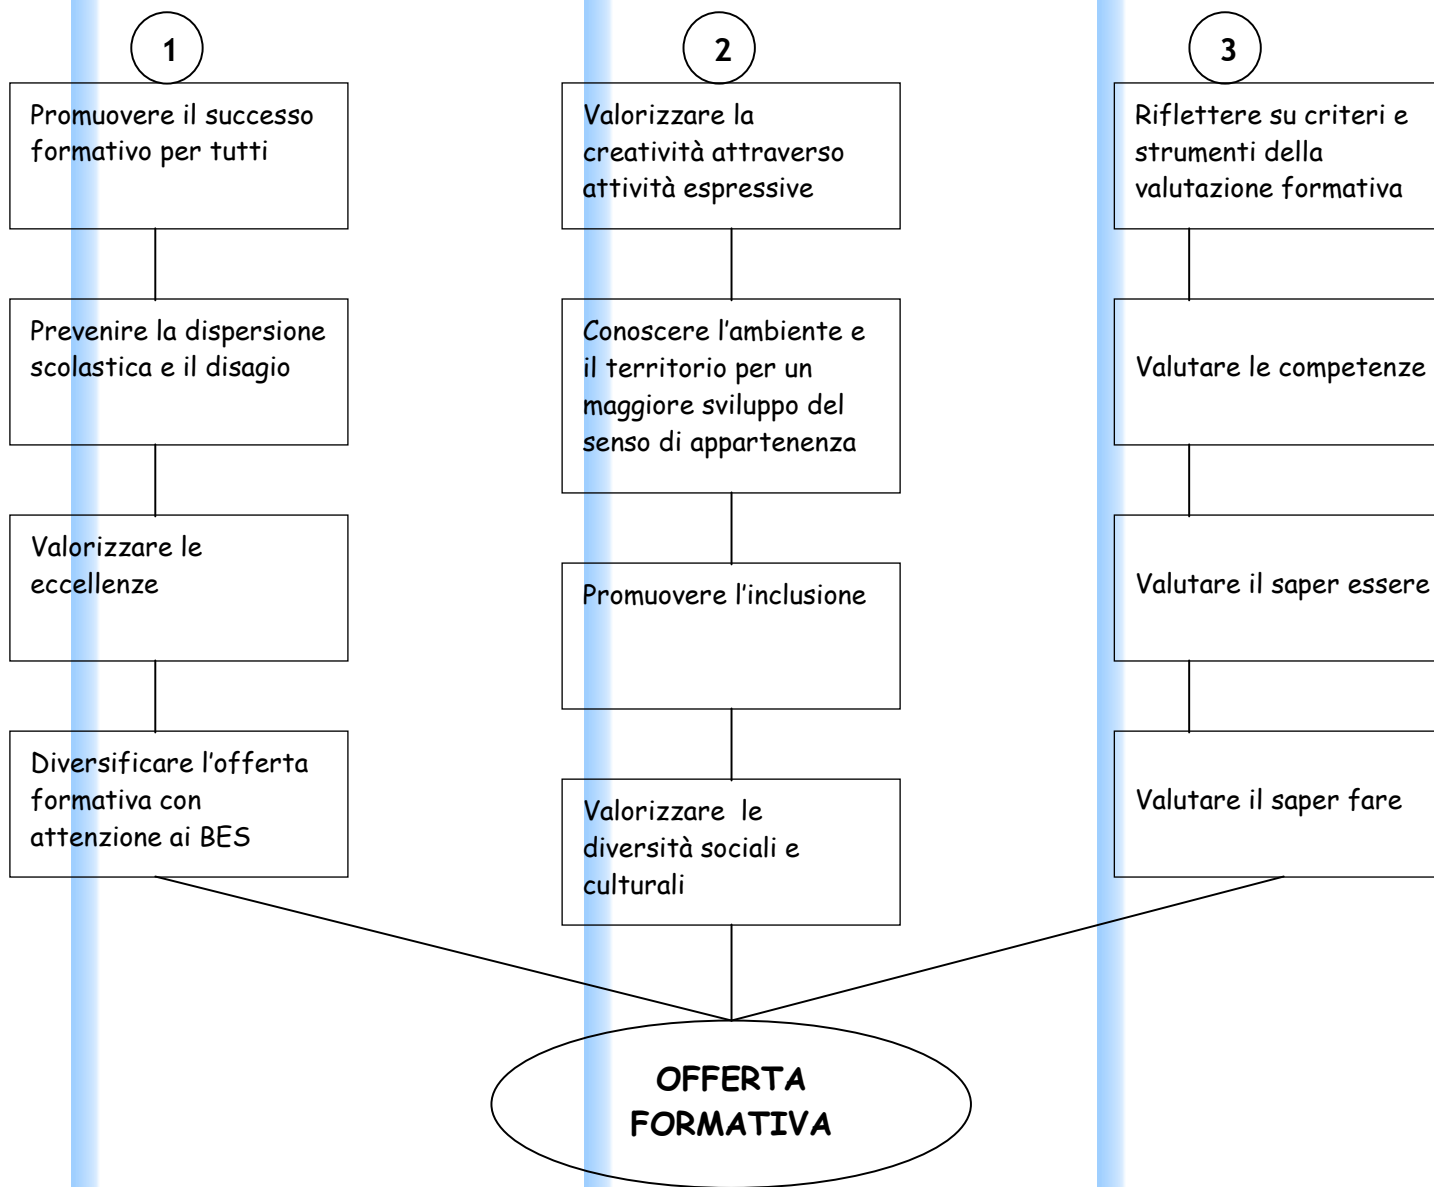 1
Promuovere il successo
formativo per tutti
Prevenire la dispersione
scolastica e il disagio
Valorizzare le
eccellenze
Diversificare l'offerta
formativa con
attenzione ai BES
2
Valorizzare la
creatività attraverso
attività espressive
Conoscere l'ambiente e
il territorio per un
maggiore sviluppo del
senso di appartenenza
Promuovere l'inclusione
Valorizzare le
diversità sociali e
culturali
3
Riflettere su criteri e
strumenti della
valutazione formativa
Valutare le competenze
Valutare il saper essere
Valutare il saper fare
OFFERTA
FORMATIVA